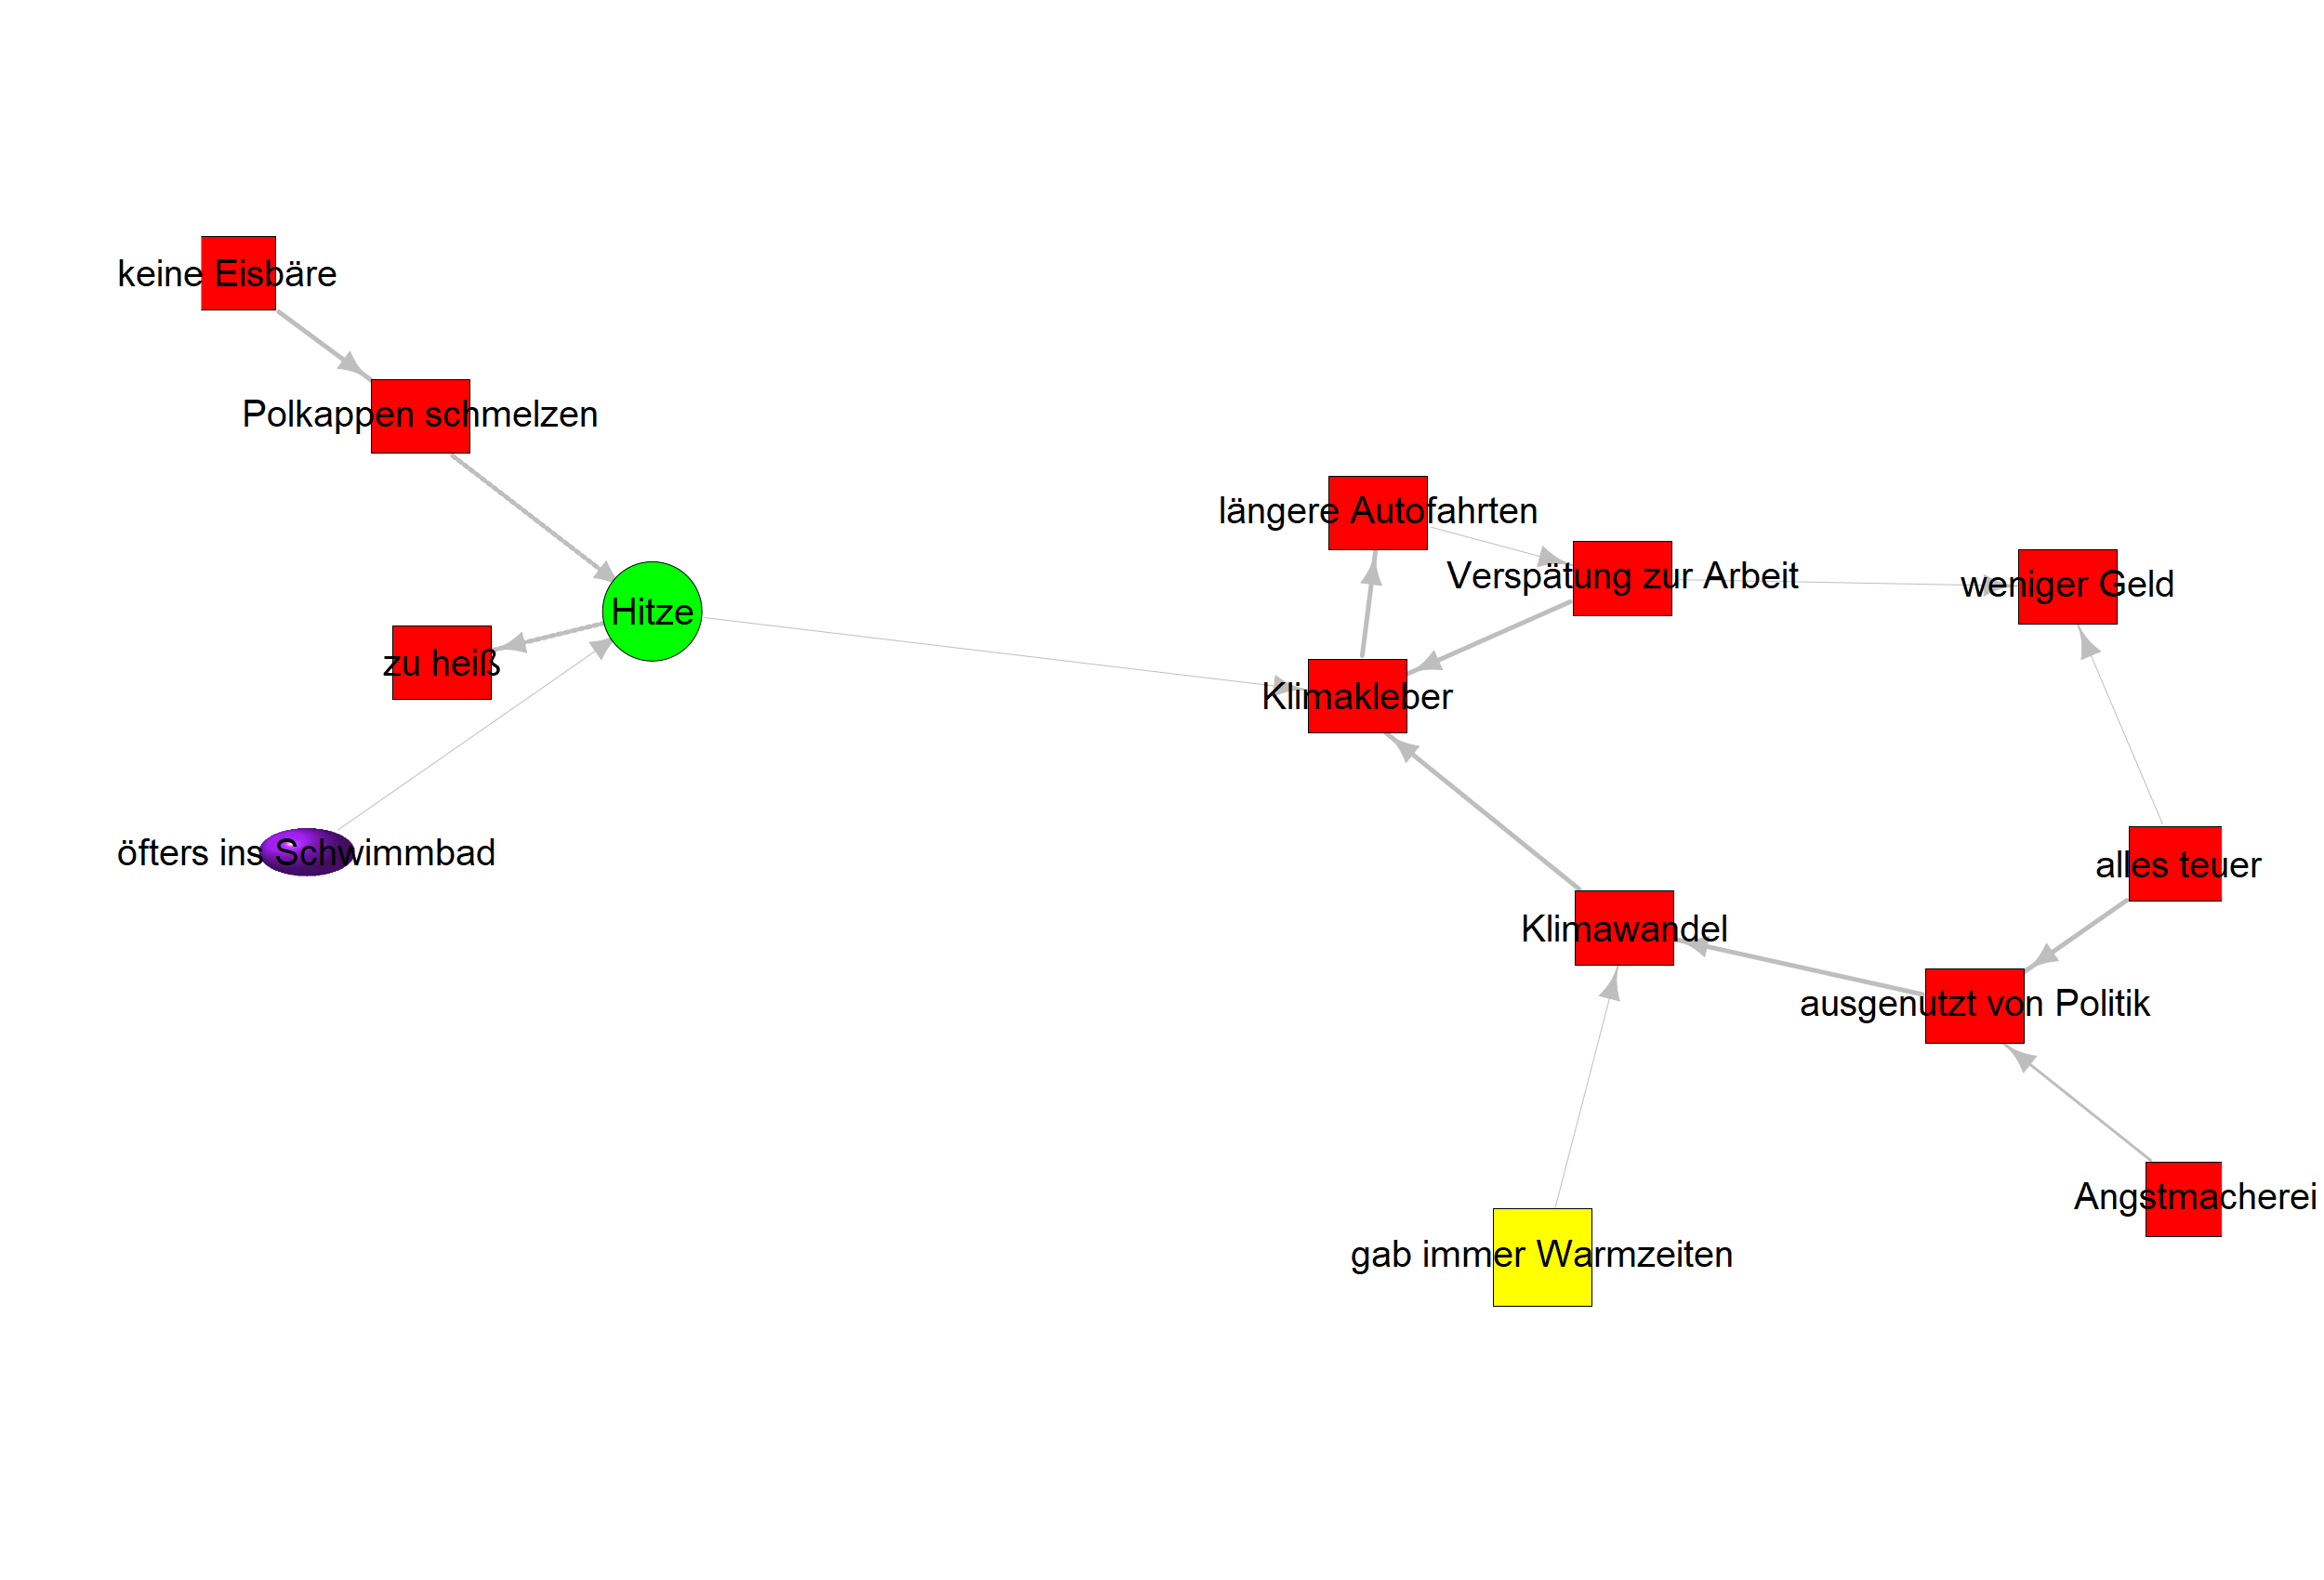 keine Eisbäre
Polkappen schmelzen
längere Autofahrten
Verspätung zur Arbeit
weniger Geld
Hitze
zu heiß
Klimakleber
öfters ins Schwimmbad
alles teuer
Klimawandel
ausgenutzt von Politik
Angstmacherei
gab immer Warmzeiten